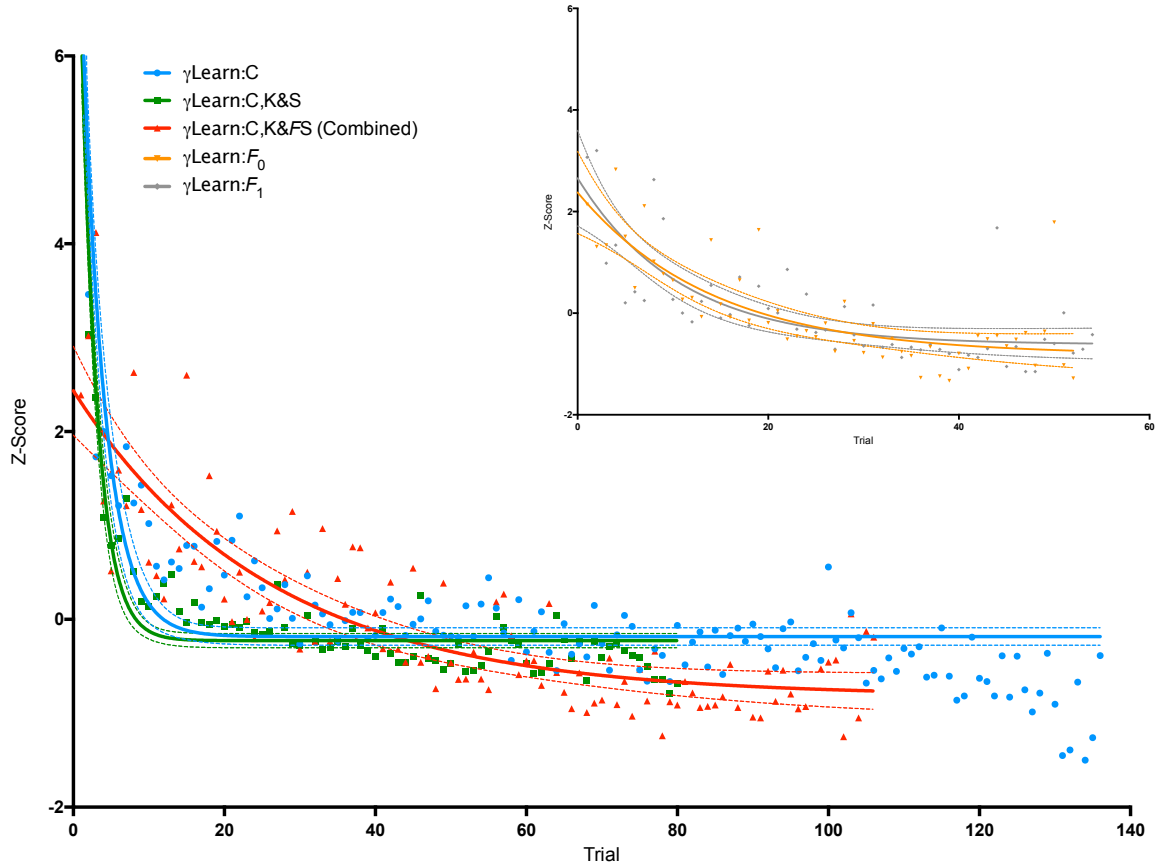 6
4
2
0
-2
Z-Score
γLearn:C
γLearn:C,K&S
γLearn:C,K&FS (Combined)
γLearn:F₀
γLearn:F₁
0 20 40 60 80 100 120 140
Trial
6
4
2
0
-2
Z-Score
0 20 40 60
Trial